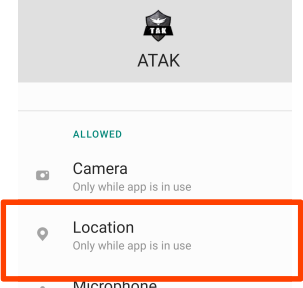 TAK
ATAK
ALLOWED
Camera
Only while app is in use
Location
Only while app is in use
Microphone